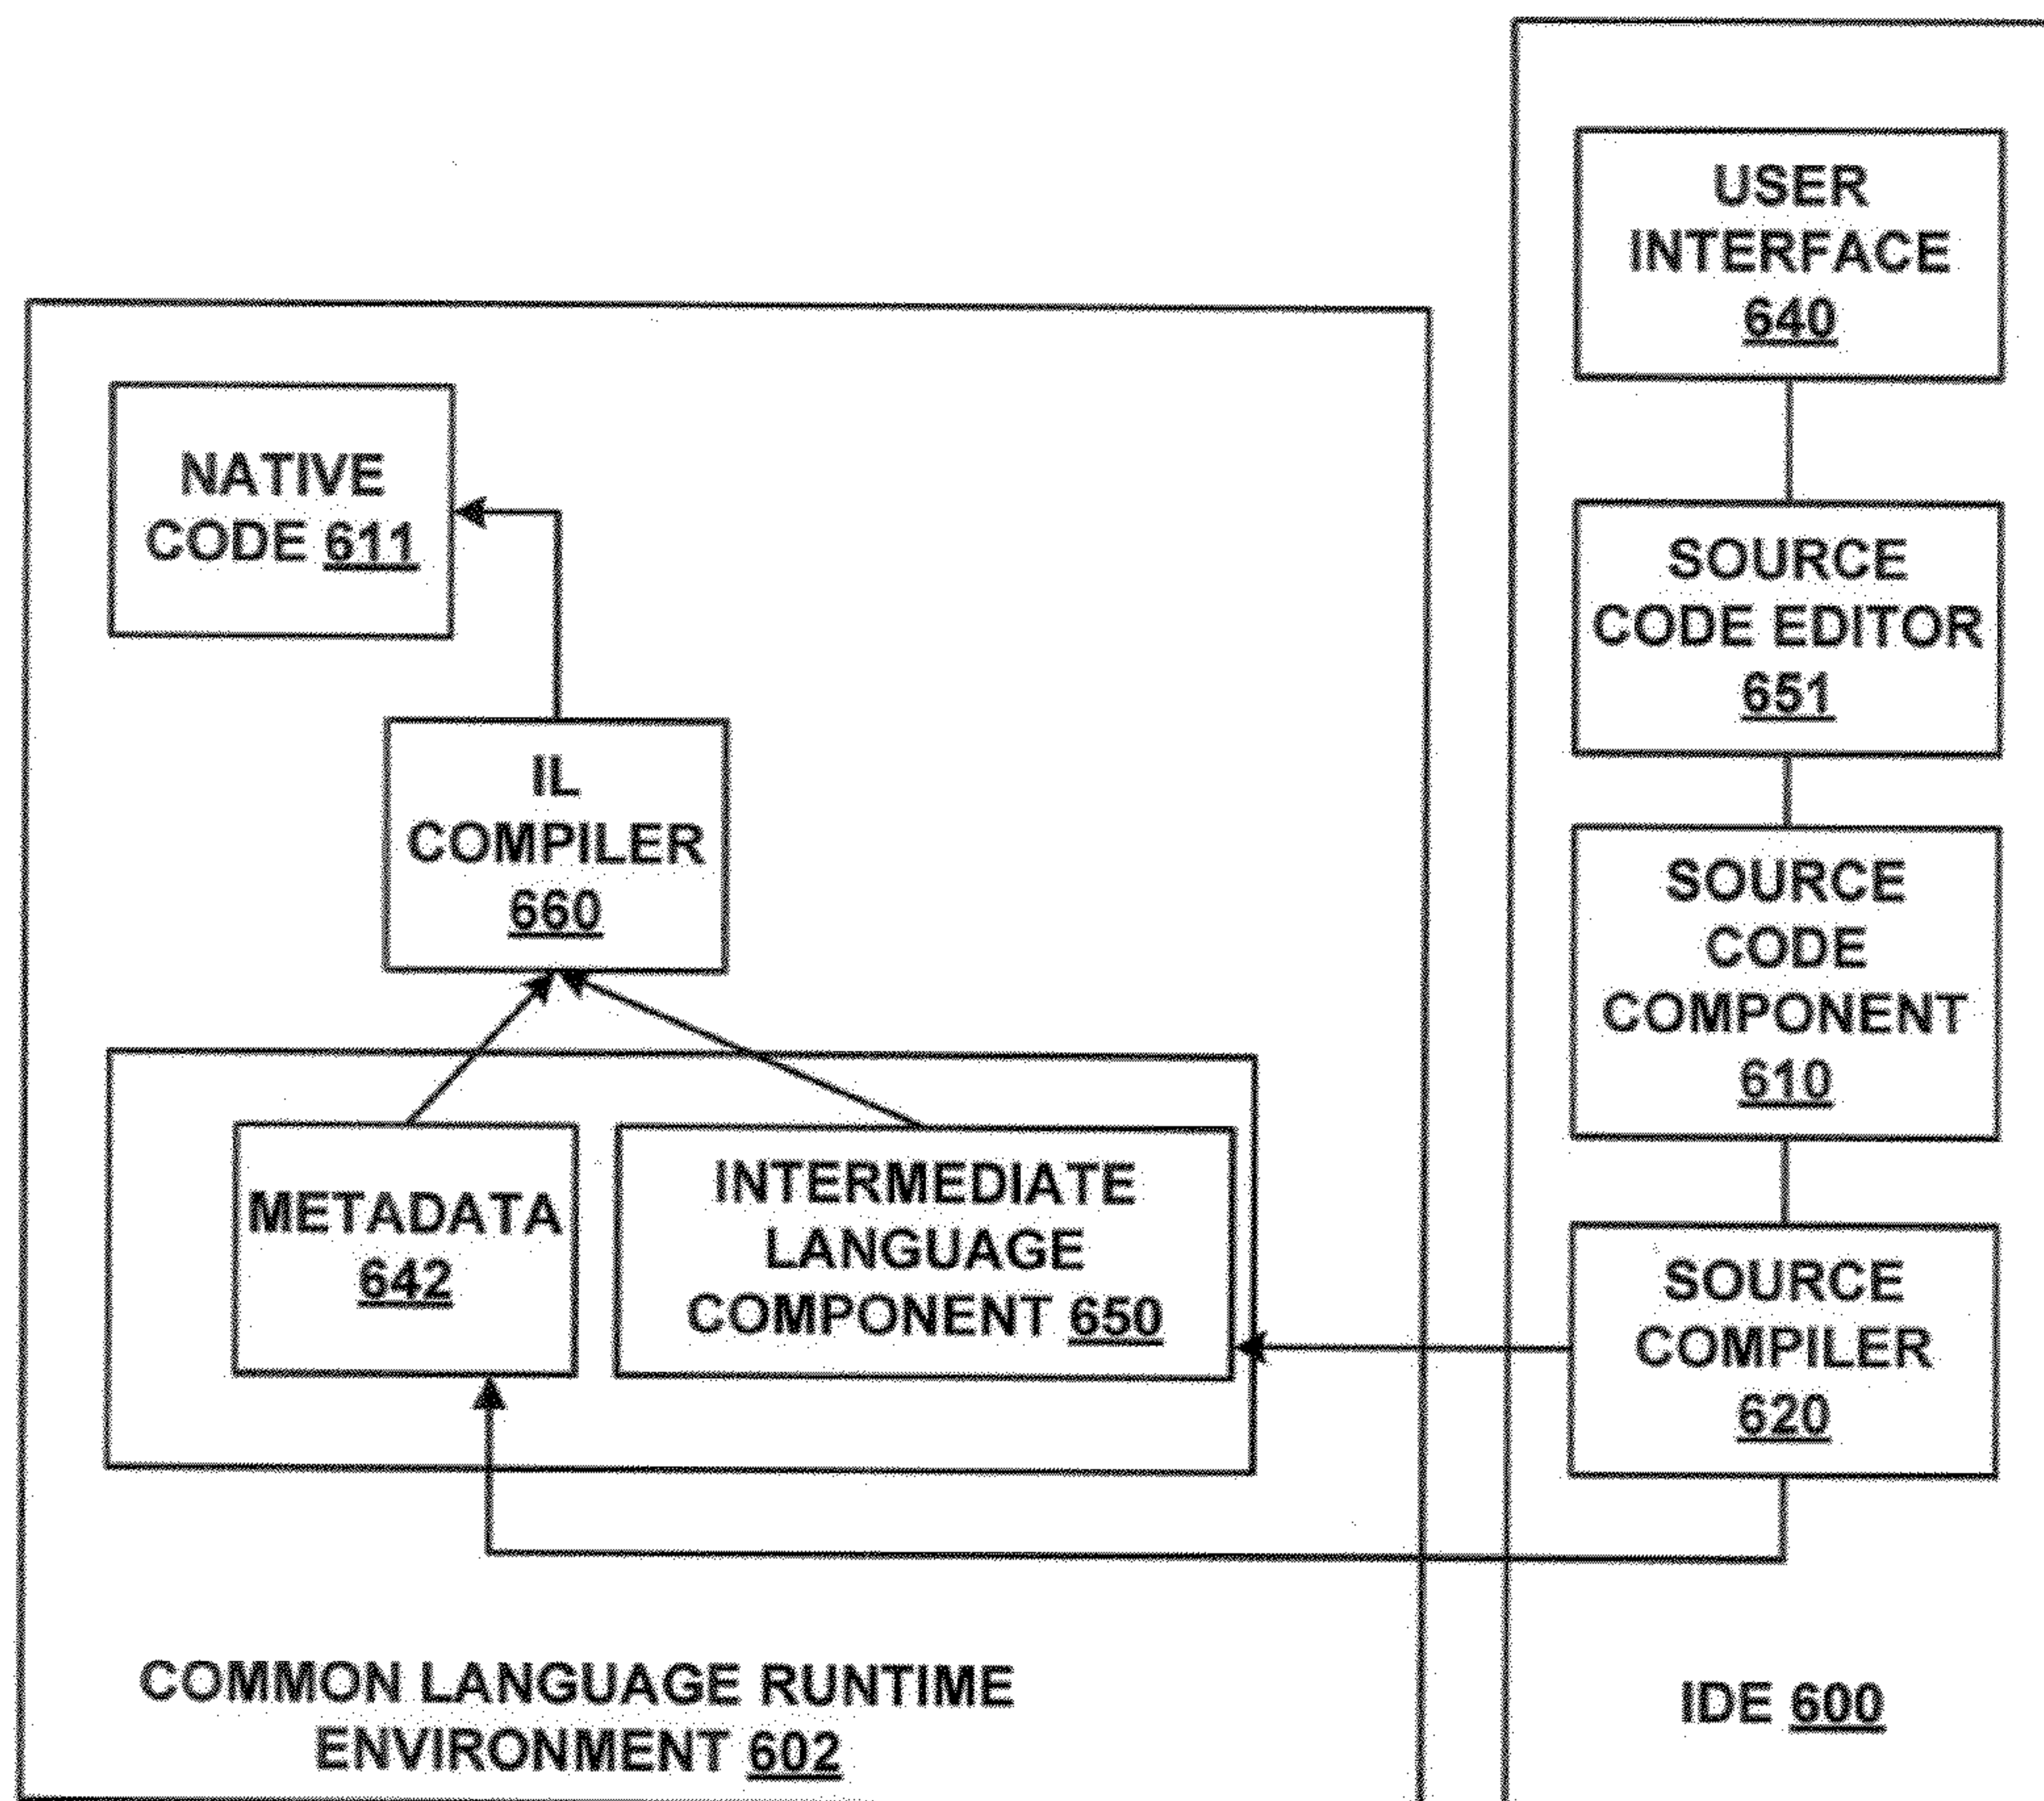 USER
INTERFACE
640
NATIVE
CODE 611
SOURCE
CODE EDITOR
651
IL
COMPILER
660
SOURCE
CODE
COMPONENT
610
METADATA
642
INTERMEDIATE
LANGUAGE
COMPONENT 650
SOURCE
COMPILER
620
COMMON LANGUAGE RUNTIME
ENVIRONMENT 602
IDE 600